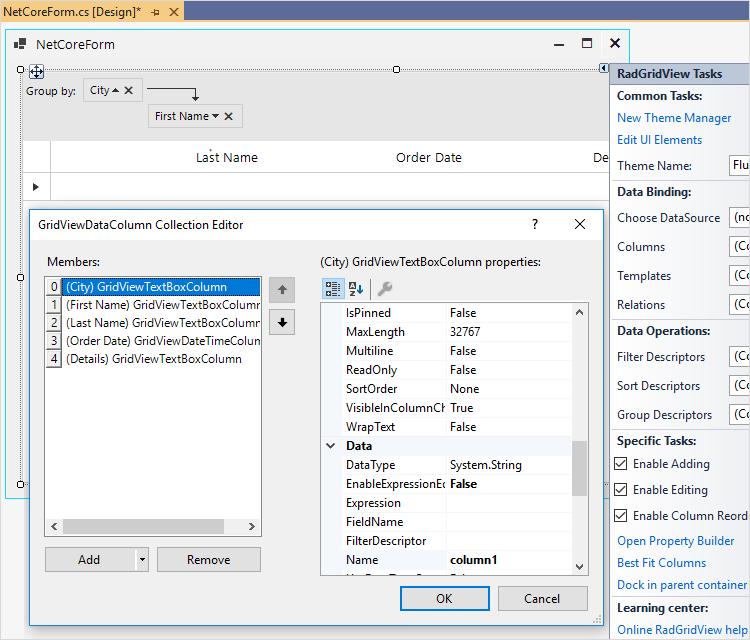 NetCoreForm.cs [Design]*
NetCoreForm
Group by:
City
First Name
Last Name
Order Date
De
RadGridView Tasks
Common Tasks:
New Theme Manager
Edit UI Elements
Theme Name:
Flu
Data Binding:
Choose DataSource
(no
Columns
(Co
Templates
(Co
Relations
(Co
Data Operations:
Filter Descriptors
(Co
Sort Descriptors
(Co
Group Descriptors
(Co
Specific Tasks:
Enable Adding
Enable Editing
Enable Column Reord
Open Property Builder
Best Fit Columns
Dock in parent container
Learning center:
Online RadGridView help
GridViewDataColumn Collection Editor
?
Members:
0 (City) GridViewTextBoxColumn
1 (First Name) GridViewTextBoxColumn
2 (Last Name) GridViewTextBoxColumn
3 (Order Date) GridViewDateTimeColun
4 (Details) GridViewTextBoxColumn
Add
Remove
(City) GridViewTextBoxColumn properties:
IsPinned False
MaxLength 32767
Multiline False
ReadOnly False
SortOrder None
VisibleInColumnCh True
WrapText False
Data
DataType System.String
EnableExpressionEd False
Expression
FieldName
FilterDescriptor
Name column1
OK
Cancel